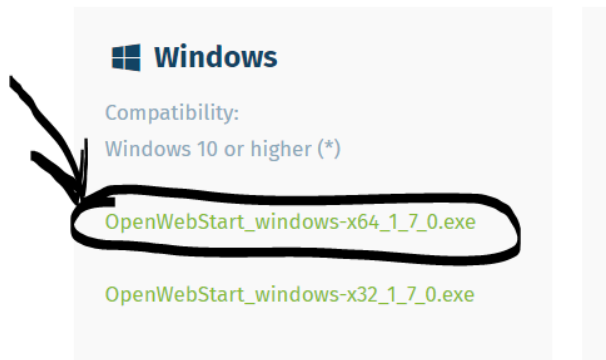 Windows
Compatibility:
Windows 10 or higher (*)
OpenWebStart_windows-x64_1_7_0.exe
OpenWebStart_windows-x32_1_7_0.exe